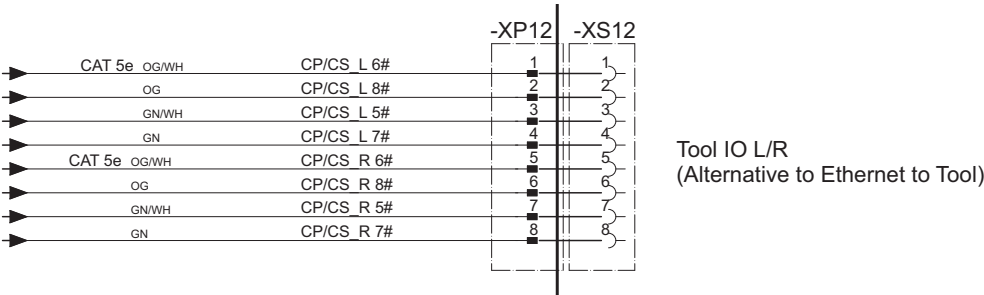 -XP12 -XS12
CAT 5e OG/WH CP/CS_L 6# 1 1
OG CP/CS_L 8# 2 2
GN/WH CP/CS_L 5# 3 3
GN CP/CS_L 7# 4 4
CAT 5e OG/WH CP/CS_R 6# 5 5
OG CP/CS_R 8# 6 6
GN/WH CP/CS_R 5# 7 7
GN CP/CS_R 7# 8 8
Tool IO L/R
(Alternative to Ethernet to Tool)